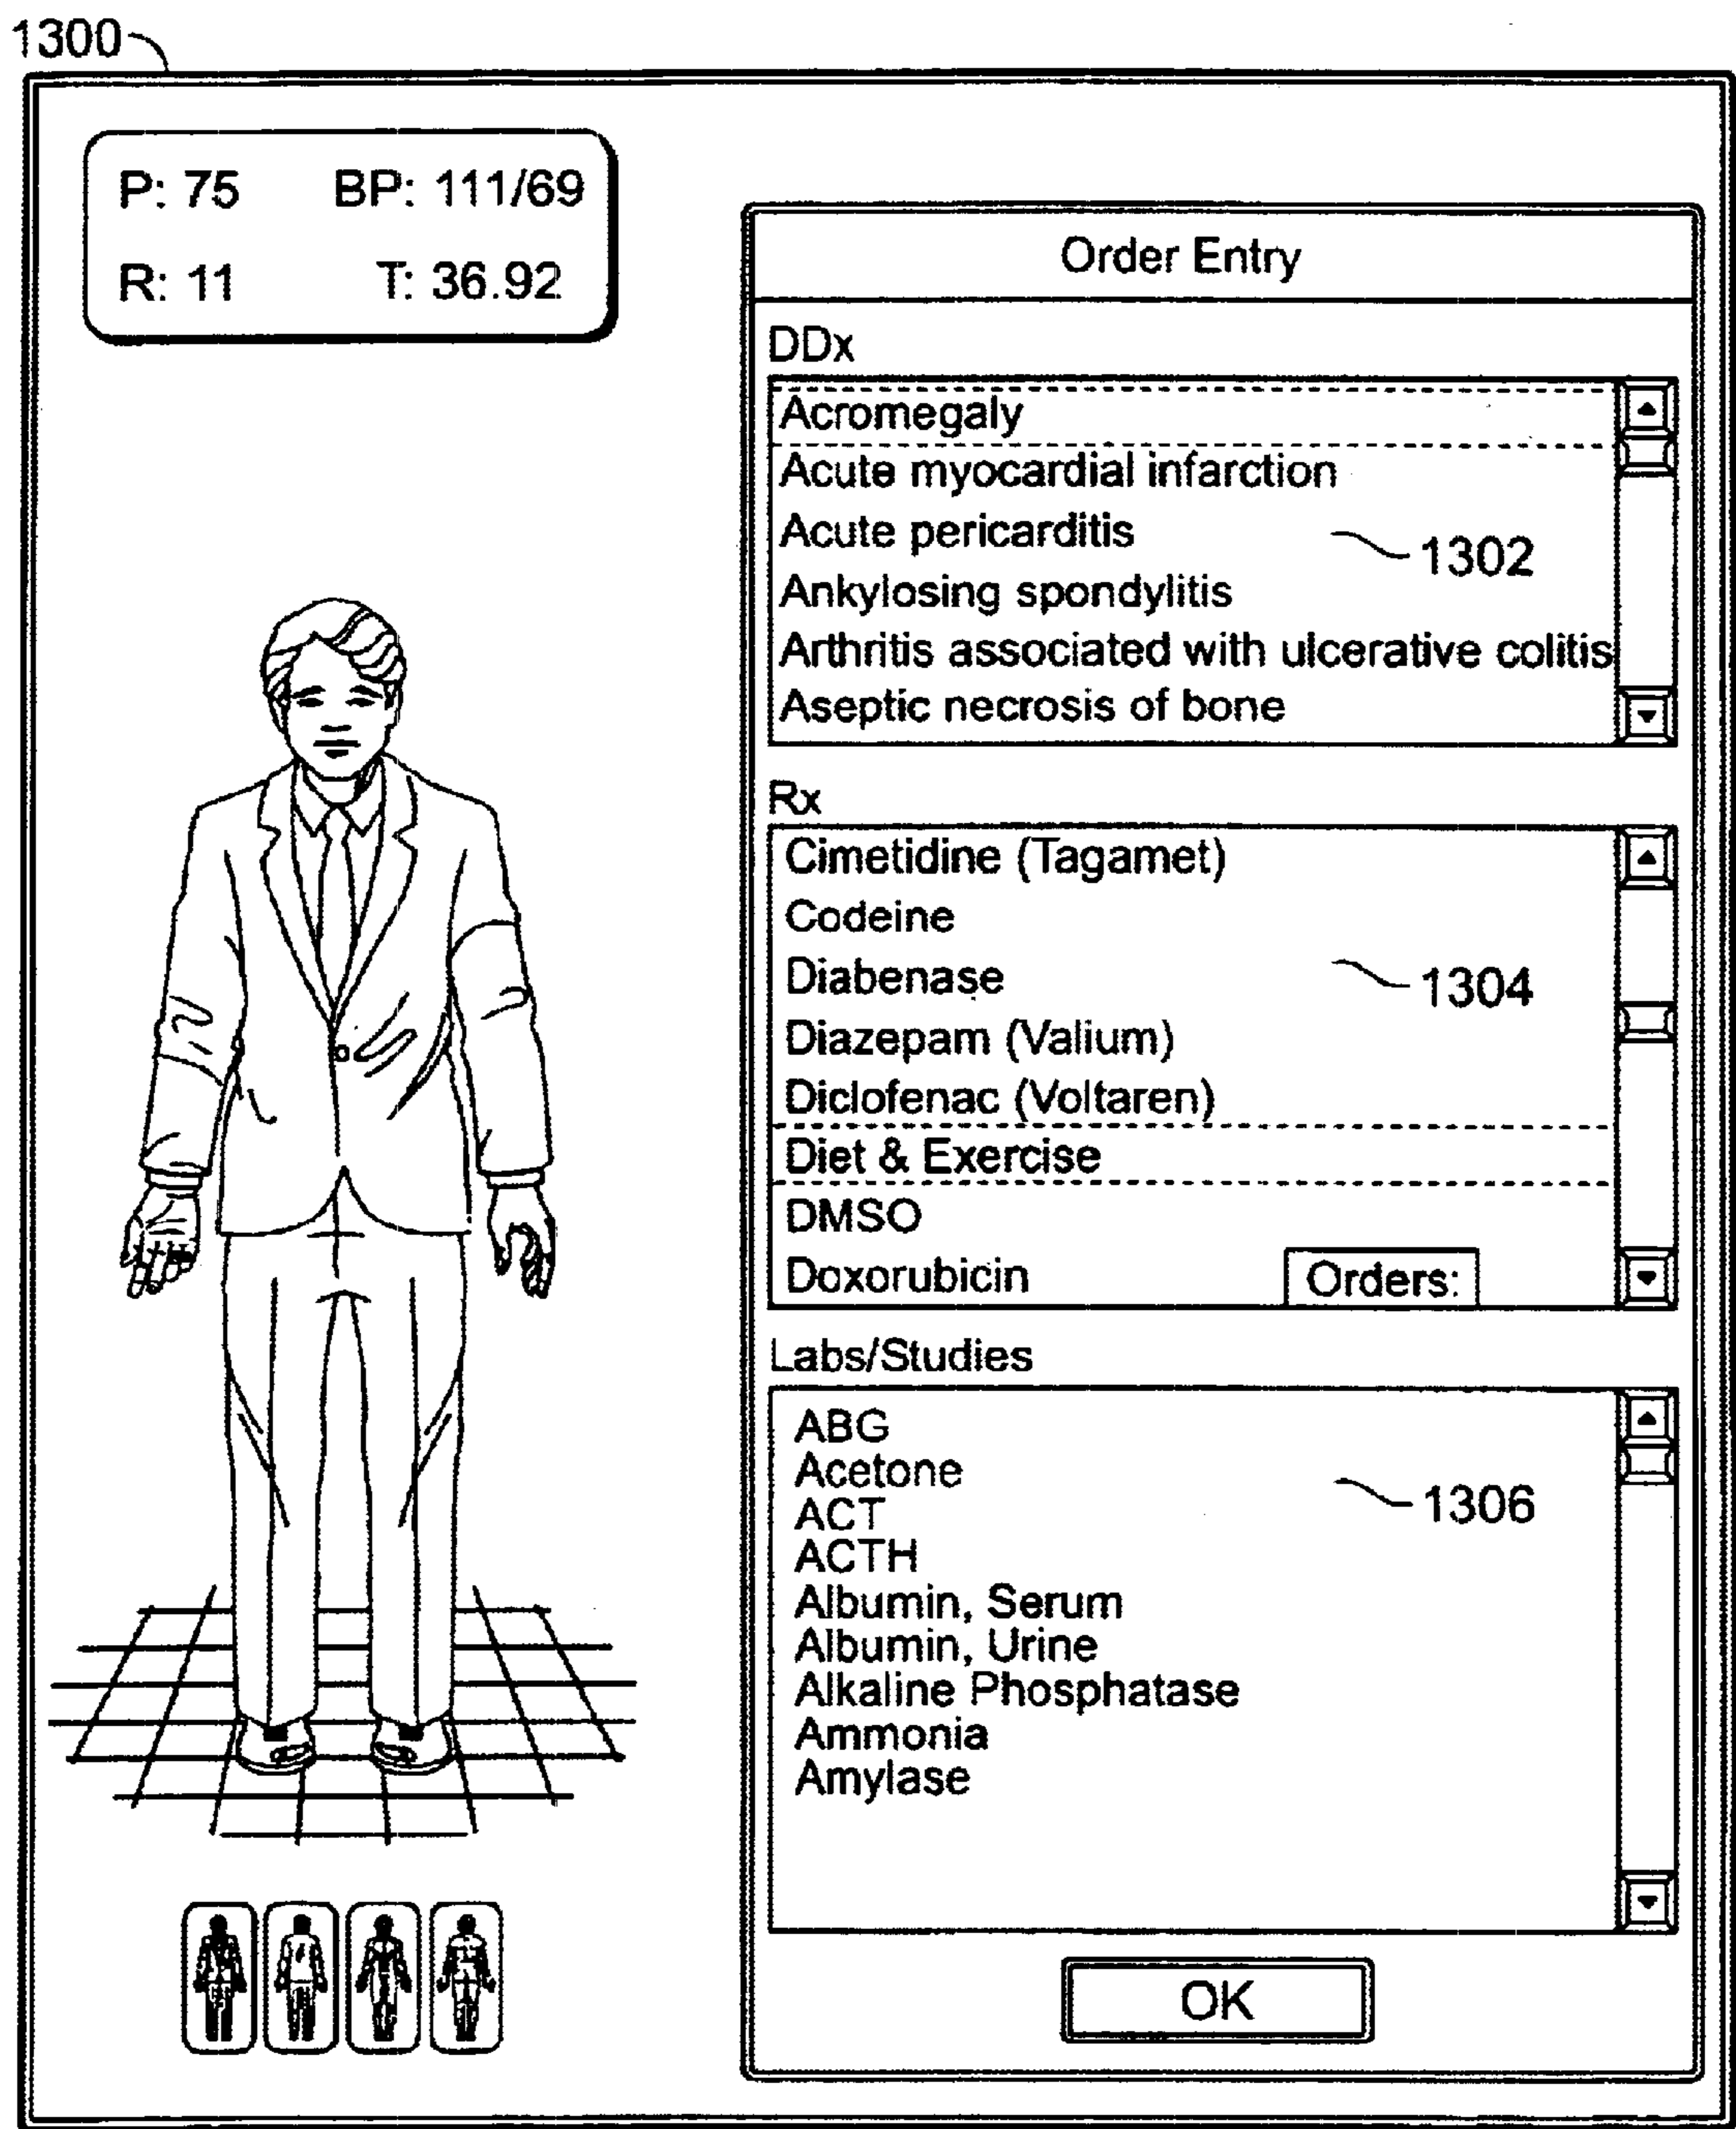 1300
P: 75 BP: 111/69
R: 11 T: 36.92
Order Entry
DDx
Acromegaly
Acute myocardial infarction
Acute pericarditis
1302
Ankylosing spondylitis
Arthritis associated with ulcerative colitis
Aseptic necrosis of bone
Rx
Cimetidine (Tagamet)
Codeine
Diabenase
1304
Diazepam (Valium)
Diclofenac (Voltaren)
Diet & Exercise
DMSO
Doxorubicin Orders:
Labs/Studies
ABG
Acetone
1306
ACT
ACTH
Albumin, Serum
Albumin, Urine
Alkaline Phosphatase
Ammonia
Amylase
OK